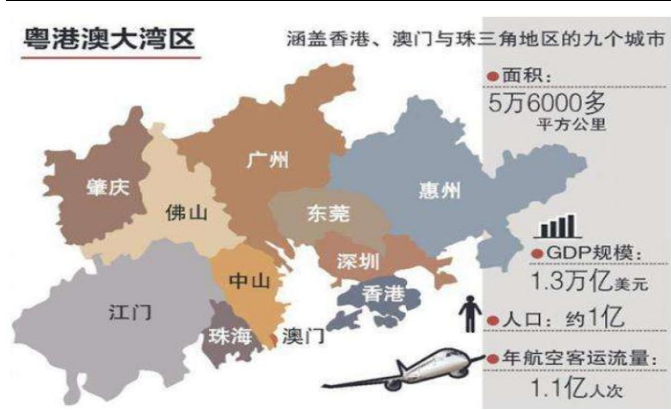 粤港澳大湾区
涵盖香港、澳门与珠三角地区的九个城市
●面积：
5万6000多
平方公里
广州
肇庆
惠州
佛山
东莞
深圳
中山
香港
江门
珠海
澳门
●GDP规模：
1.3万亿美元
●人口：约1亿
●年航空客运流量：
1.1亿人次